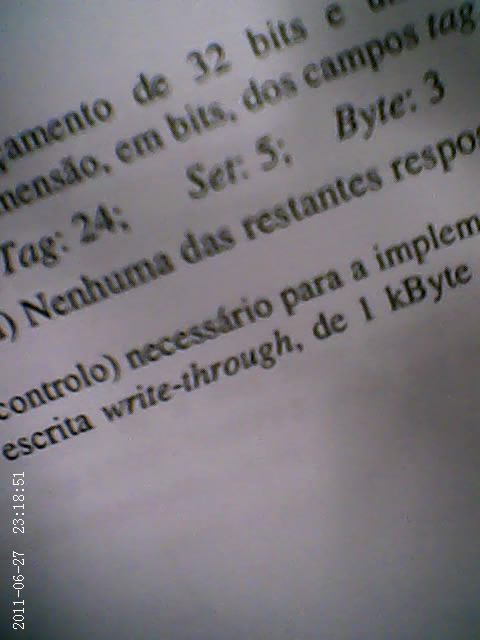 çamento de 32 bits e
mensão, em bits, dos campos tag
Tag: 24; Set: 5; Byte: 3
) Nenhuma das restantes respo
controlo) necessário para a implem
escrita write-through, de 1 kByte
2011-06-27 23:18:51